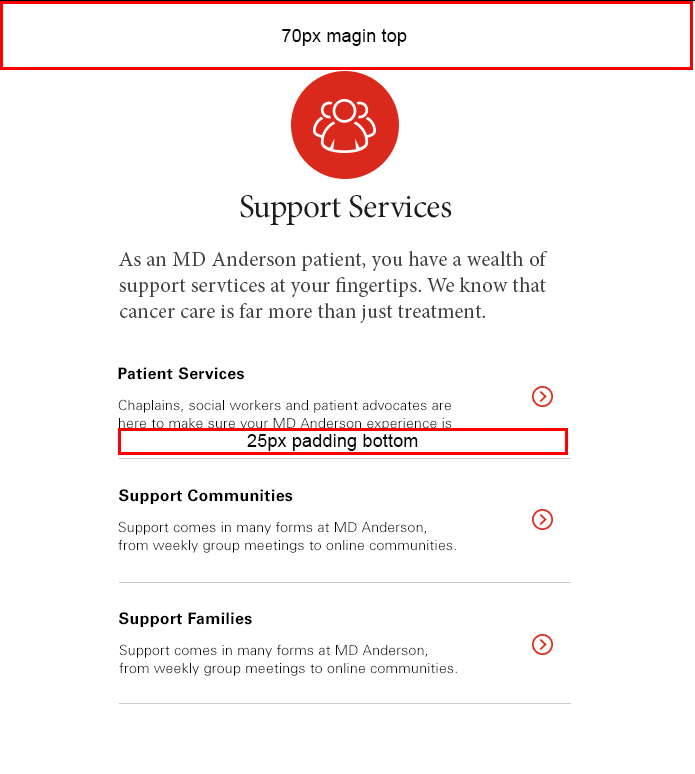 70px magin top
Support Services
As an MD Anderson patient, you have a wealth of
support servtices at your fingertips. We know that
cancer care is far more than just treatment.
Patient Services
Chaplains, social workers and patient advocates are
here to make sure your MD Anderson experience is
25px padding bottom
Support Communities
Support comes in many forms at MD Anderson,
from weekly group meetings to online communities.
Support Families
Support comes in many forms at MD Anderson,
from weekly group meetings to online communities.